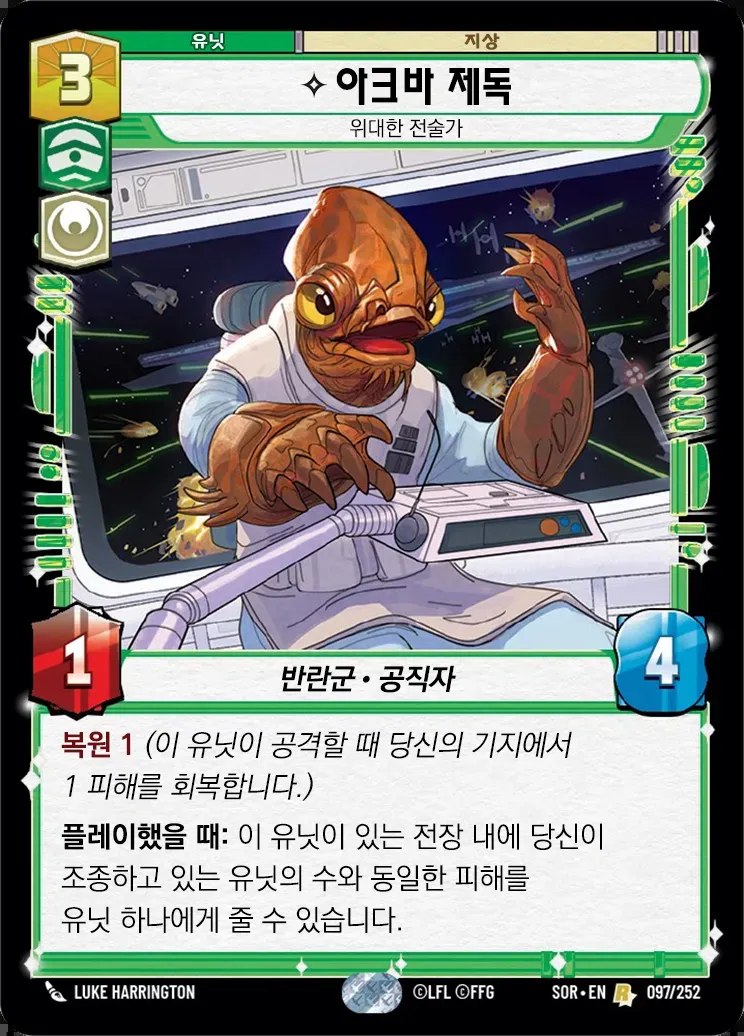 유닛
지상
3
아크바 제독
위대한 전술가
1
4
반란군 • 공직자
복원 1 (이 유닛이 공격할 때 당신의 기지에서
1 피해를 회복합니다.)
플레이했을 때: 이 유닛이 있는 전장 내에 당신이
조종하고 있는 유닛의 수와 동일한 피해를
유닛 하나에게 줄 수 있습니다.
LUKE HARRINGTON
©LFL ©FFG
SOR • EN R 097/252